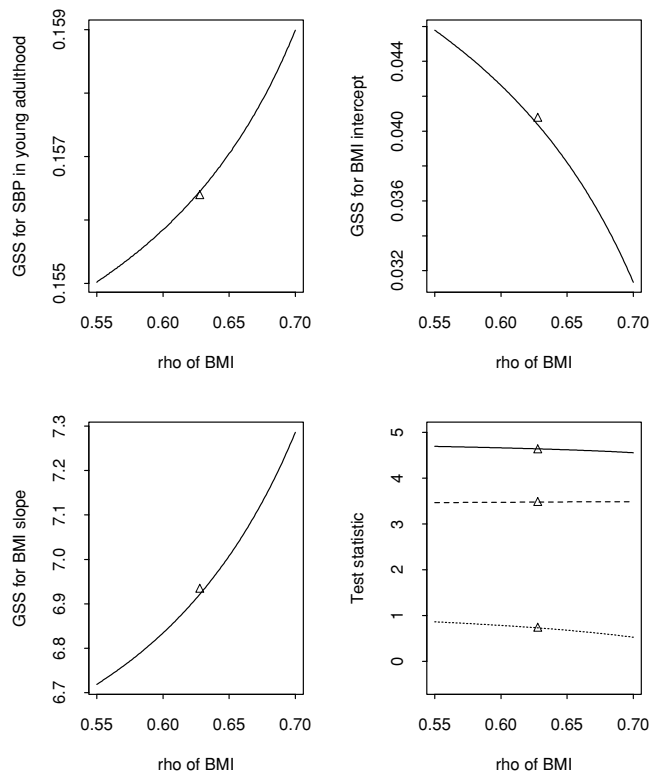 GSS for SBP in young adulthood
0.159
0.157
0.155
0.55 0.60 0.65 0.70
rho of BMI
GSS for BMI intercept
0.044
0.040
0.036
0.032
0.55 0.60 0.65 0.70
rho of BMI
GSS for BMI slope
7.3
7.2
7.1
7.0
6.9
6.8
6.7
0.55 0.60 0.65 0.70
rho of BMI
Test statistic
5
4
3
2
1
0
0.55 0.60 0.65 0.70
rho of BMI